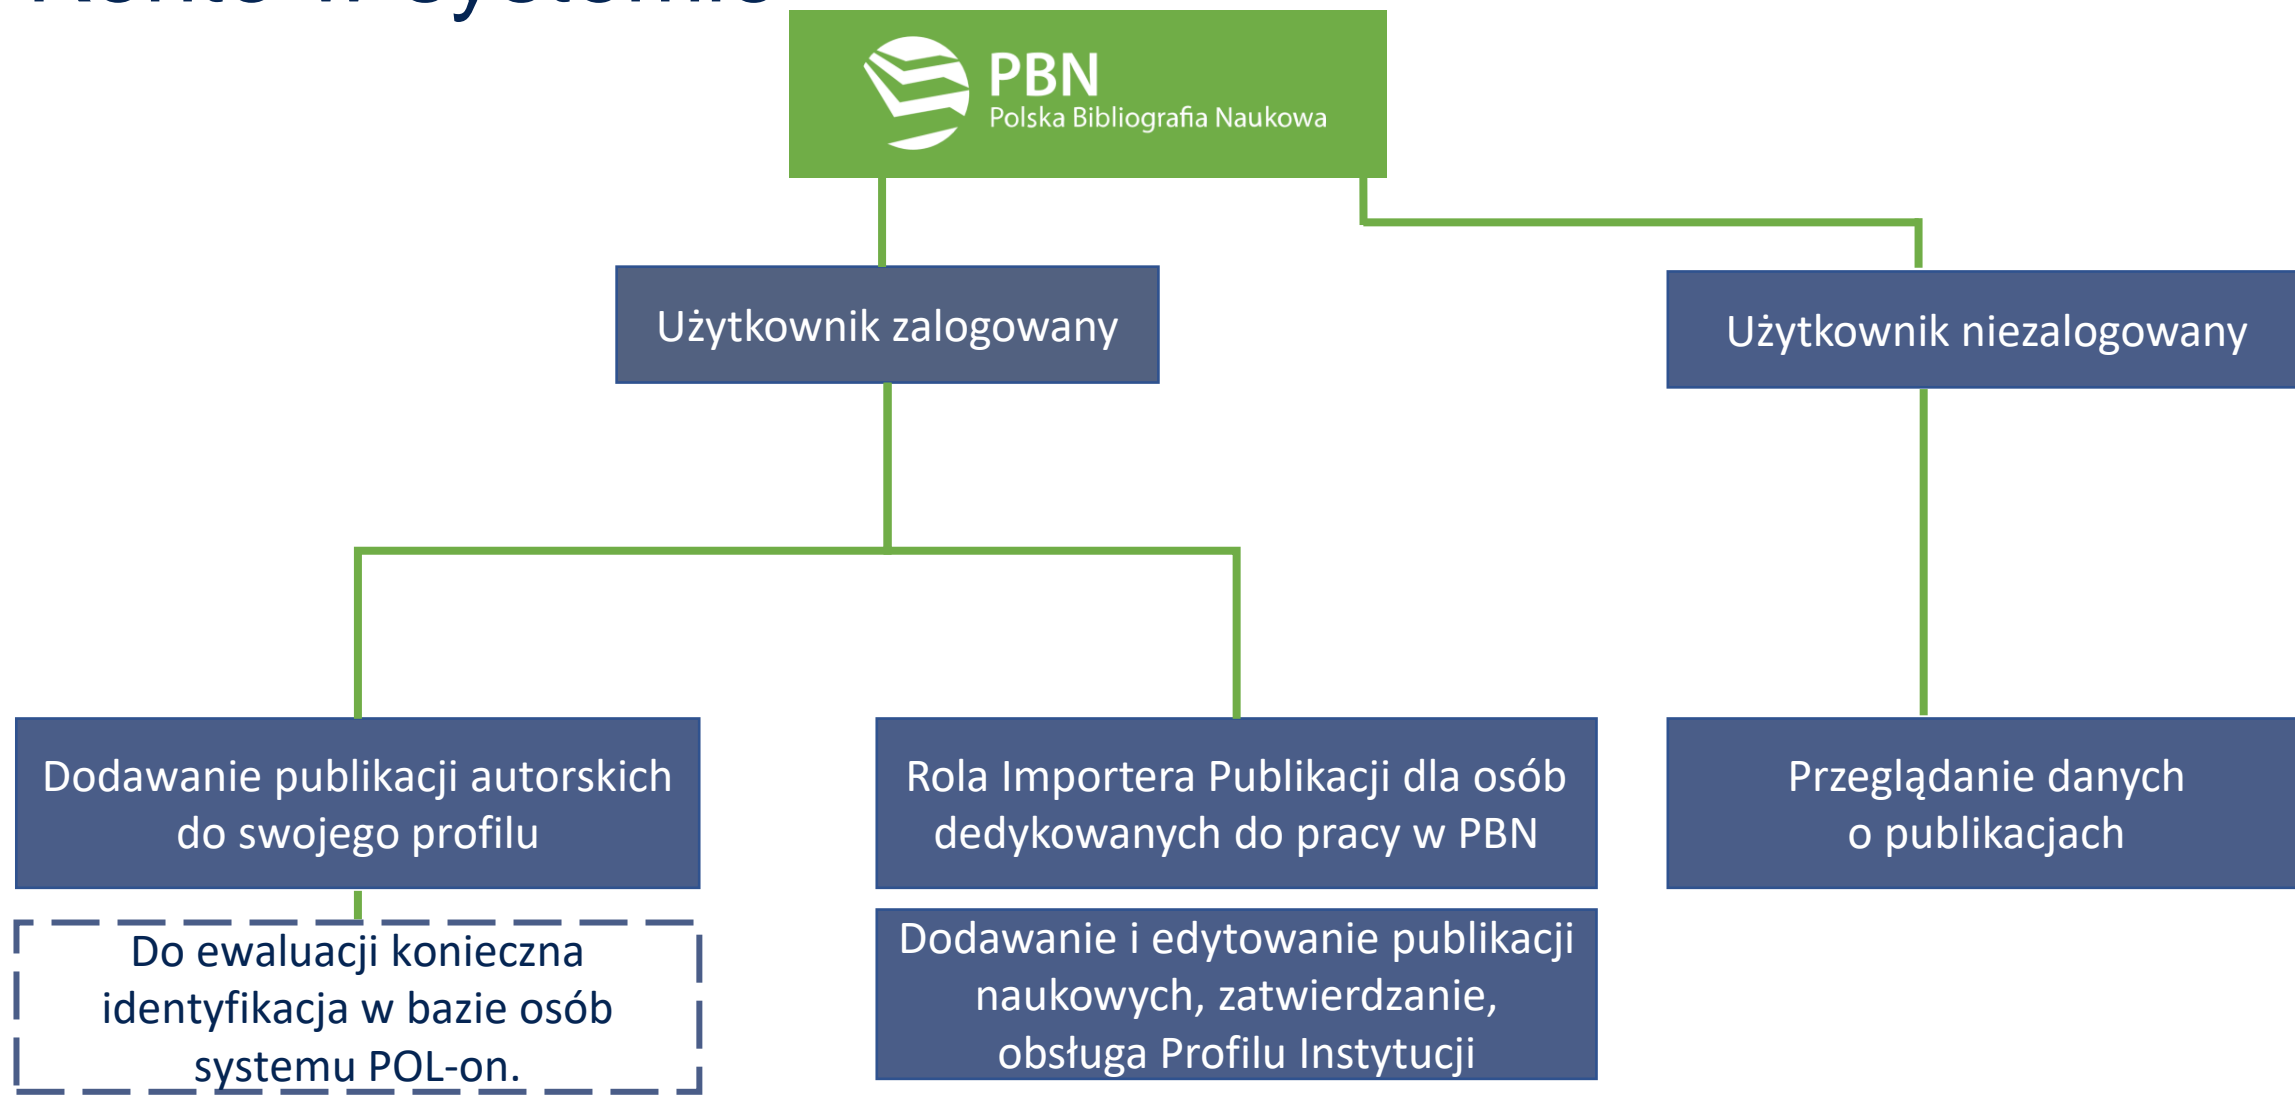 Konto w systemie
PBN
Polska Bibliografia Naukowa
Użytkownik zalogowany
Użytkownik niezalogowany
Dodawanie publikacji autorskich
do swojego profilu
Rola Importera Publikacji dla osób
dedykowanych do pracy w PBN
Przeglądanie danych
o publikacjach
Do ewaluacji konieczna
identyfikacja w bazie osób
systemu POL-on.
Dodawanie i edytowanie publikacji
naukowych, zatwierdzanie,
obsługa Profilu Instytucji